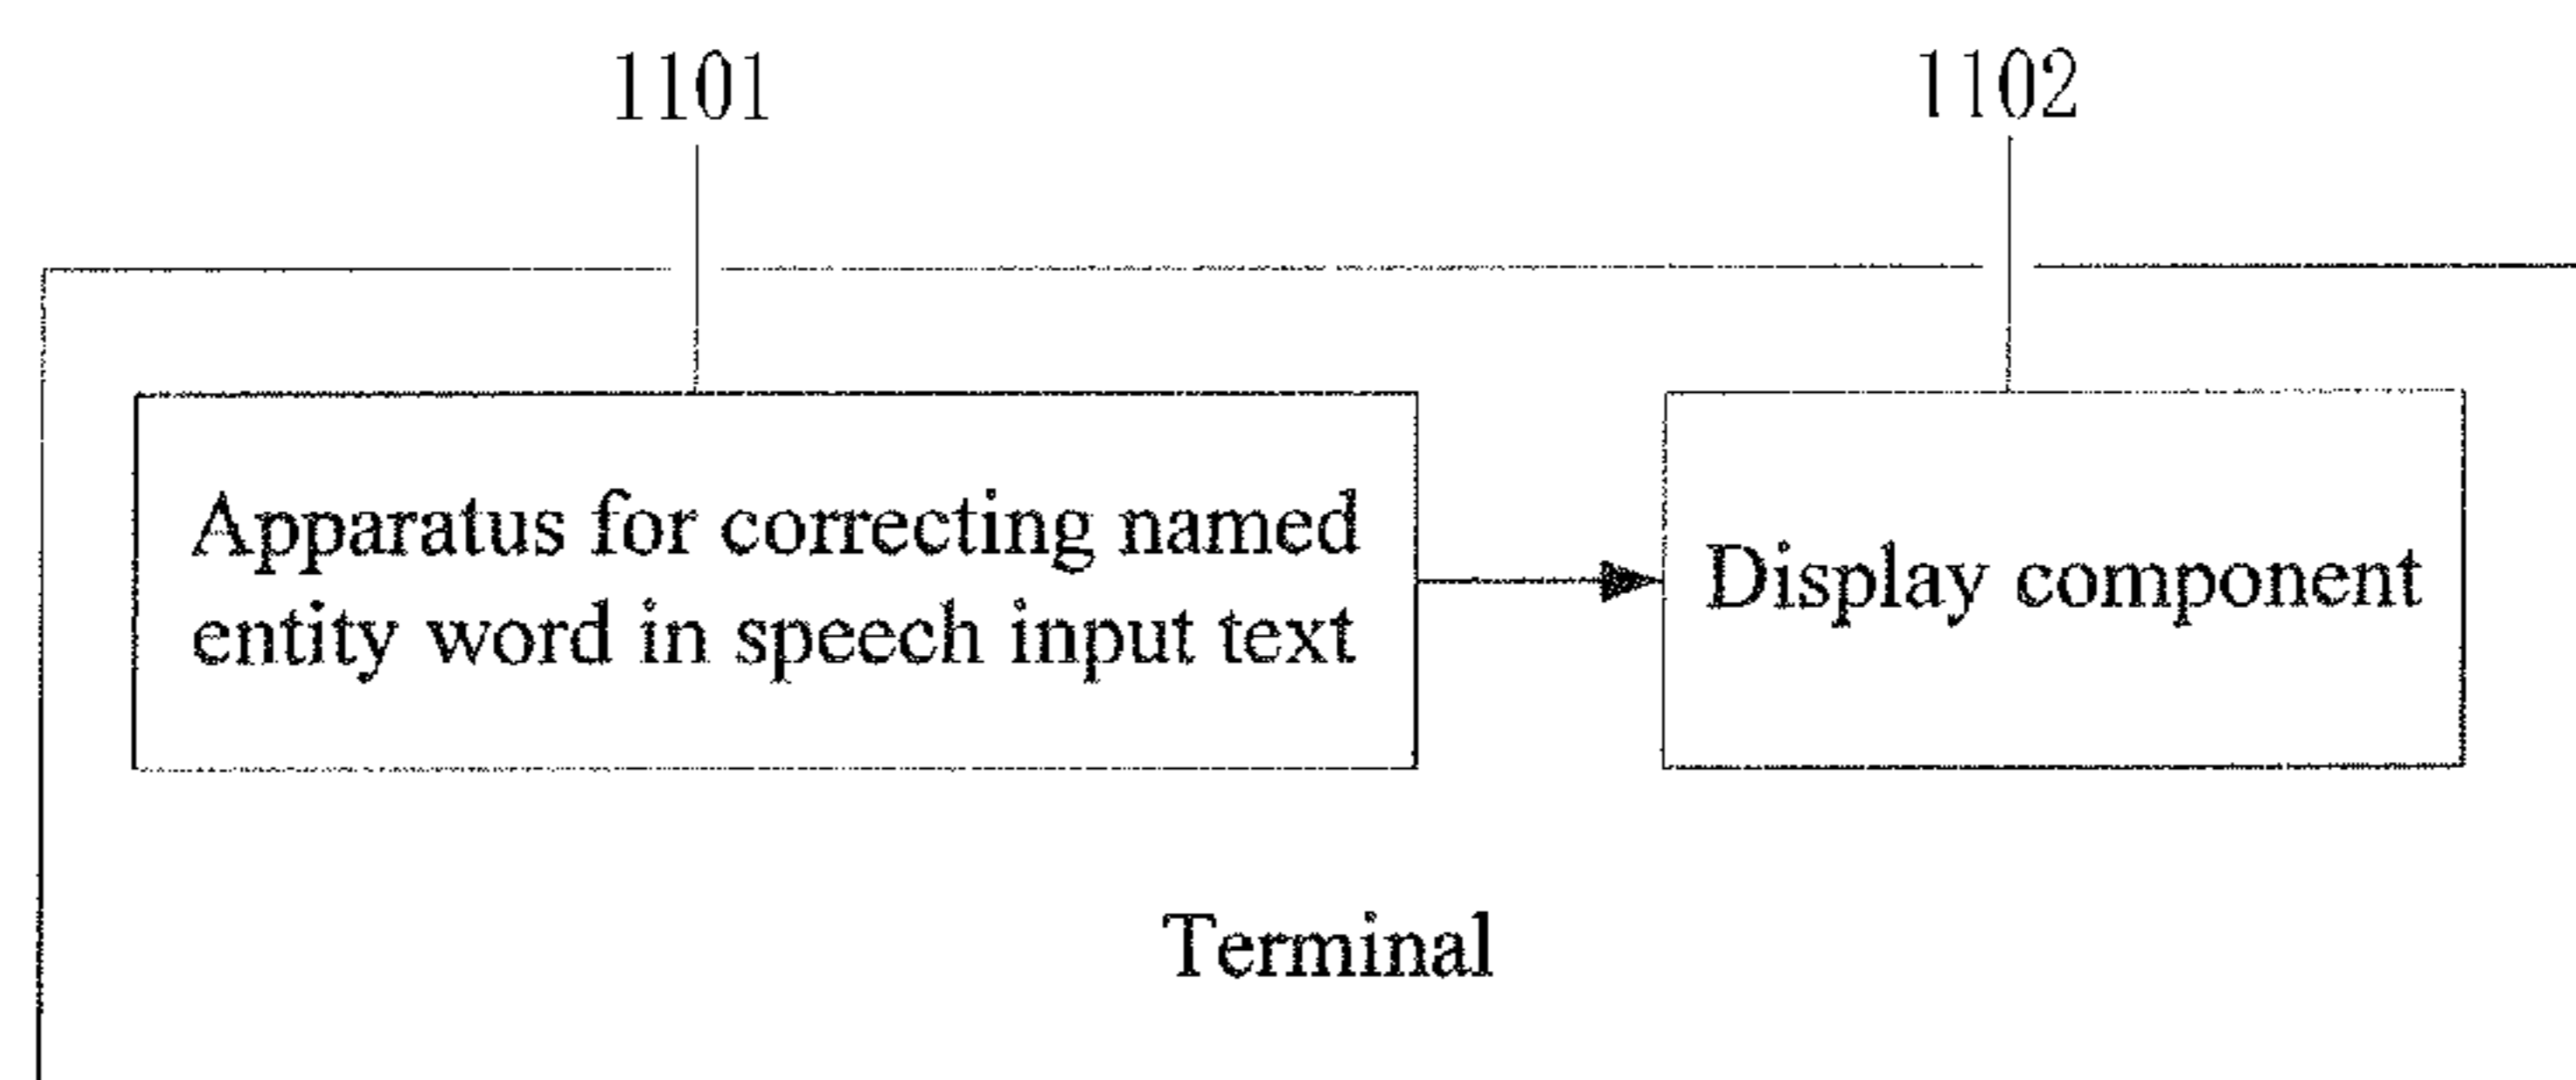 1101
1102
Apparatus for correcting named
entity word in speech input text
Display component
Terminal